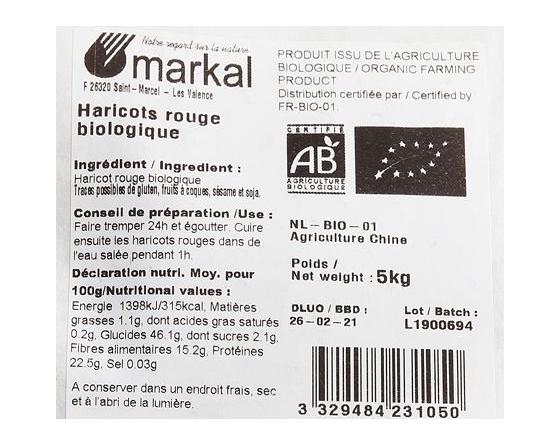 Notre regard sur la nature
markal
F 26320 Saint-Marcel - Les Valence
Haricots rouge
biologique
Ingrédient / Ingredient :
Haricot rouge biologique
Traces possibles de gluten, fruits à coques, sésame et soja.
Conseil de préparation /Use :
Faire tremper 24h et égoutter. Cuire
ensuite les haricots rouges dans de
l'eau salée pendant 1h.
Déclaration nutri. Moy. pour
100g/Nutritional values :
Energie 1398kJ/315kcal, Matières
grasses 1.1g, dont acides gras saturés
0.2g, Glucides 46.1g, dont sucres 2.1g,
Fibres alimentaires 15.2g, Protéines
22.5g, Sel 0.03g
A conserver dans un endroit frais, sec
et à l'abri de la lumière.
PRODUIT ISSU DE L'AGRICULTURE
BIOLOGIQUE / ORGANIC FARMING
PRODUCT
Distribution certifiée par / Certified by
FR-BIO-01.
CERTIFIÉ
AB
AGRICULTURE
BIOLOGIQUE
NL-BIO-01
Agriculture Chine
Poids /
Net weight : 5kg
DLUO / BBD :
26-02-21
Lot / Batch :
L1900694
3 329484 231050